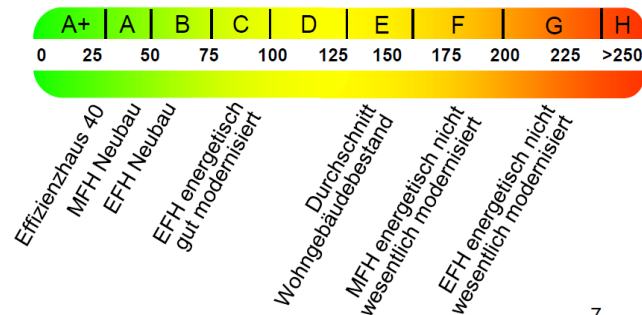 A+ A B C D E F G H
0 25 50 75 100 125 150 175 200 225 >250
Effizienzhaus 40
MFH Neubau
EFH Neubau
EFH energetisch
gut modernisiert
Durchschnitt
Wohngebäudebestand
MFH energetisch nicht
wesentlich modernisiert
EFH energetisch nicht
wesentlich modernisiert